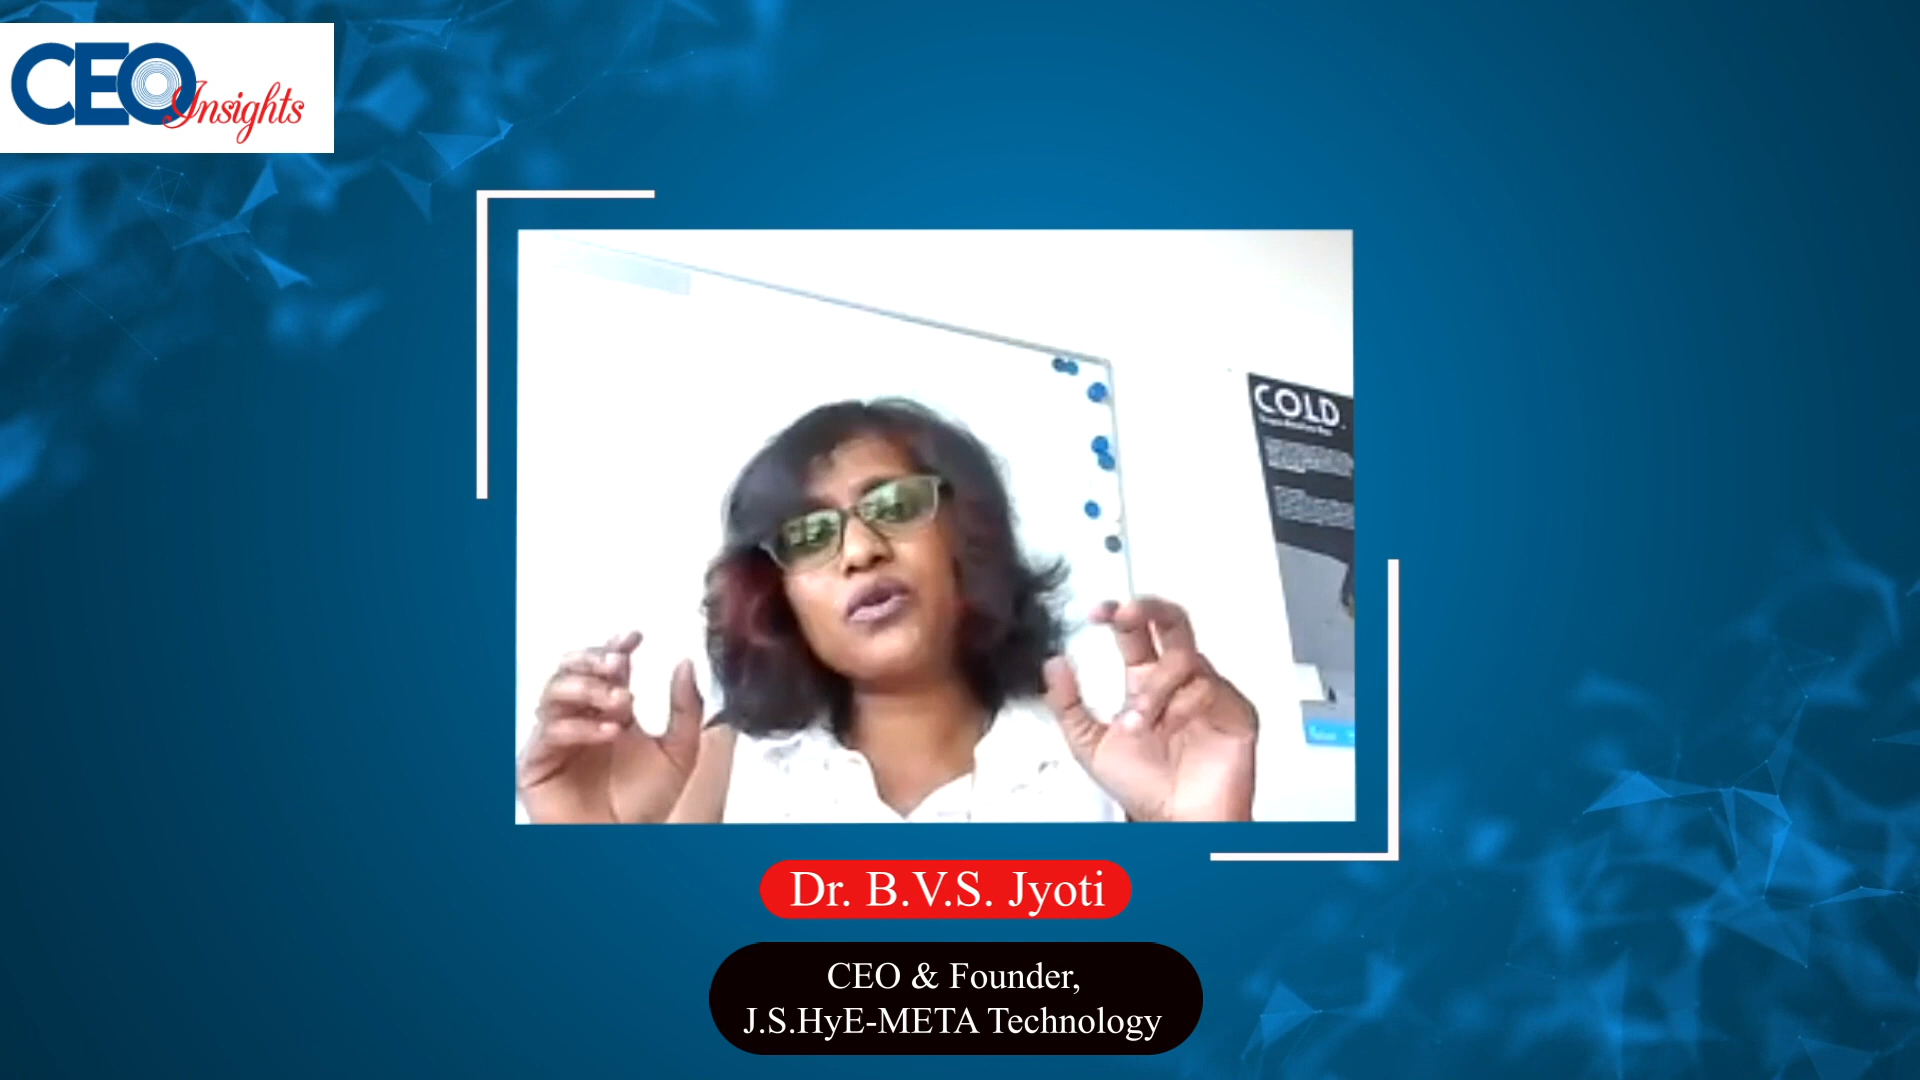 CEO Insights
COLD.
Dr. B.V.S. Jyoti
CEO & Founder,
J.S.HyE-META Technology